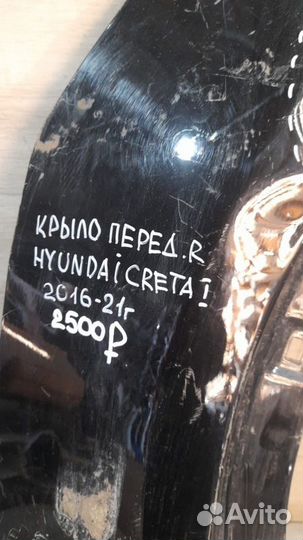 КРЫЛО ПЕРЕД. R
HYUNDAi CRETA I
2016-21г
2500₽
Avito